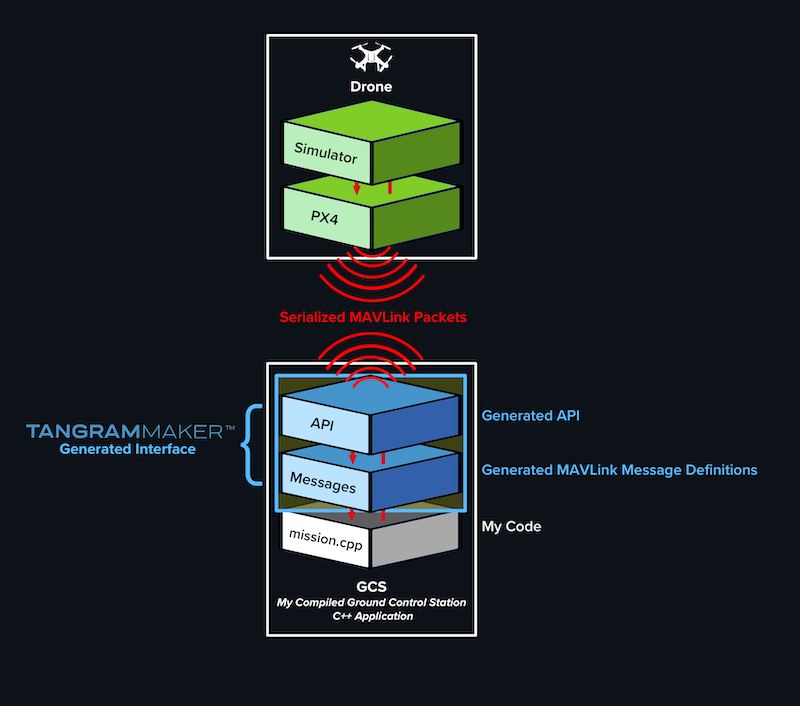 Drone
Simulator
PX4
Serialized MAVLink Packets
TANGRAMMAKER™
Generated Interface
API
Generated API
Messages
Generated MAVLink Message Definitions
mission.cpp
My Code
GCS
My Compiled Ground Control Station
C++ Application